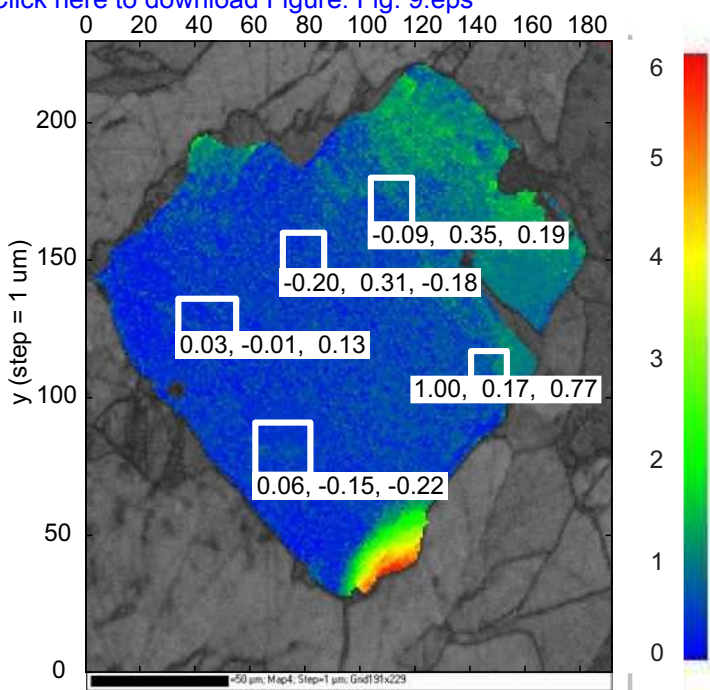 Click here to download Figure: Fig. 9.eps
0 20 40 60 80 100 120 140 160 180
200
150
100
50
0
y (step = 1 um)
-0.09, 0.35, 0.19
-0.20, 0.31, -0.18
0.03, -0.01, 0.13
1.00, 0.17, 0.77
0.06, -0.15, -0.22
=50 µm; Map4; Step=1 µm; Grid191x229
6
5
4
3
2
1
0